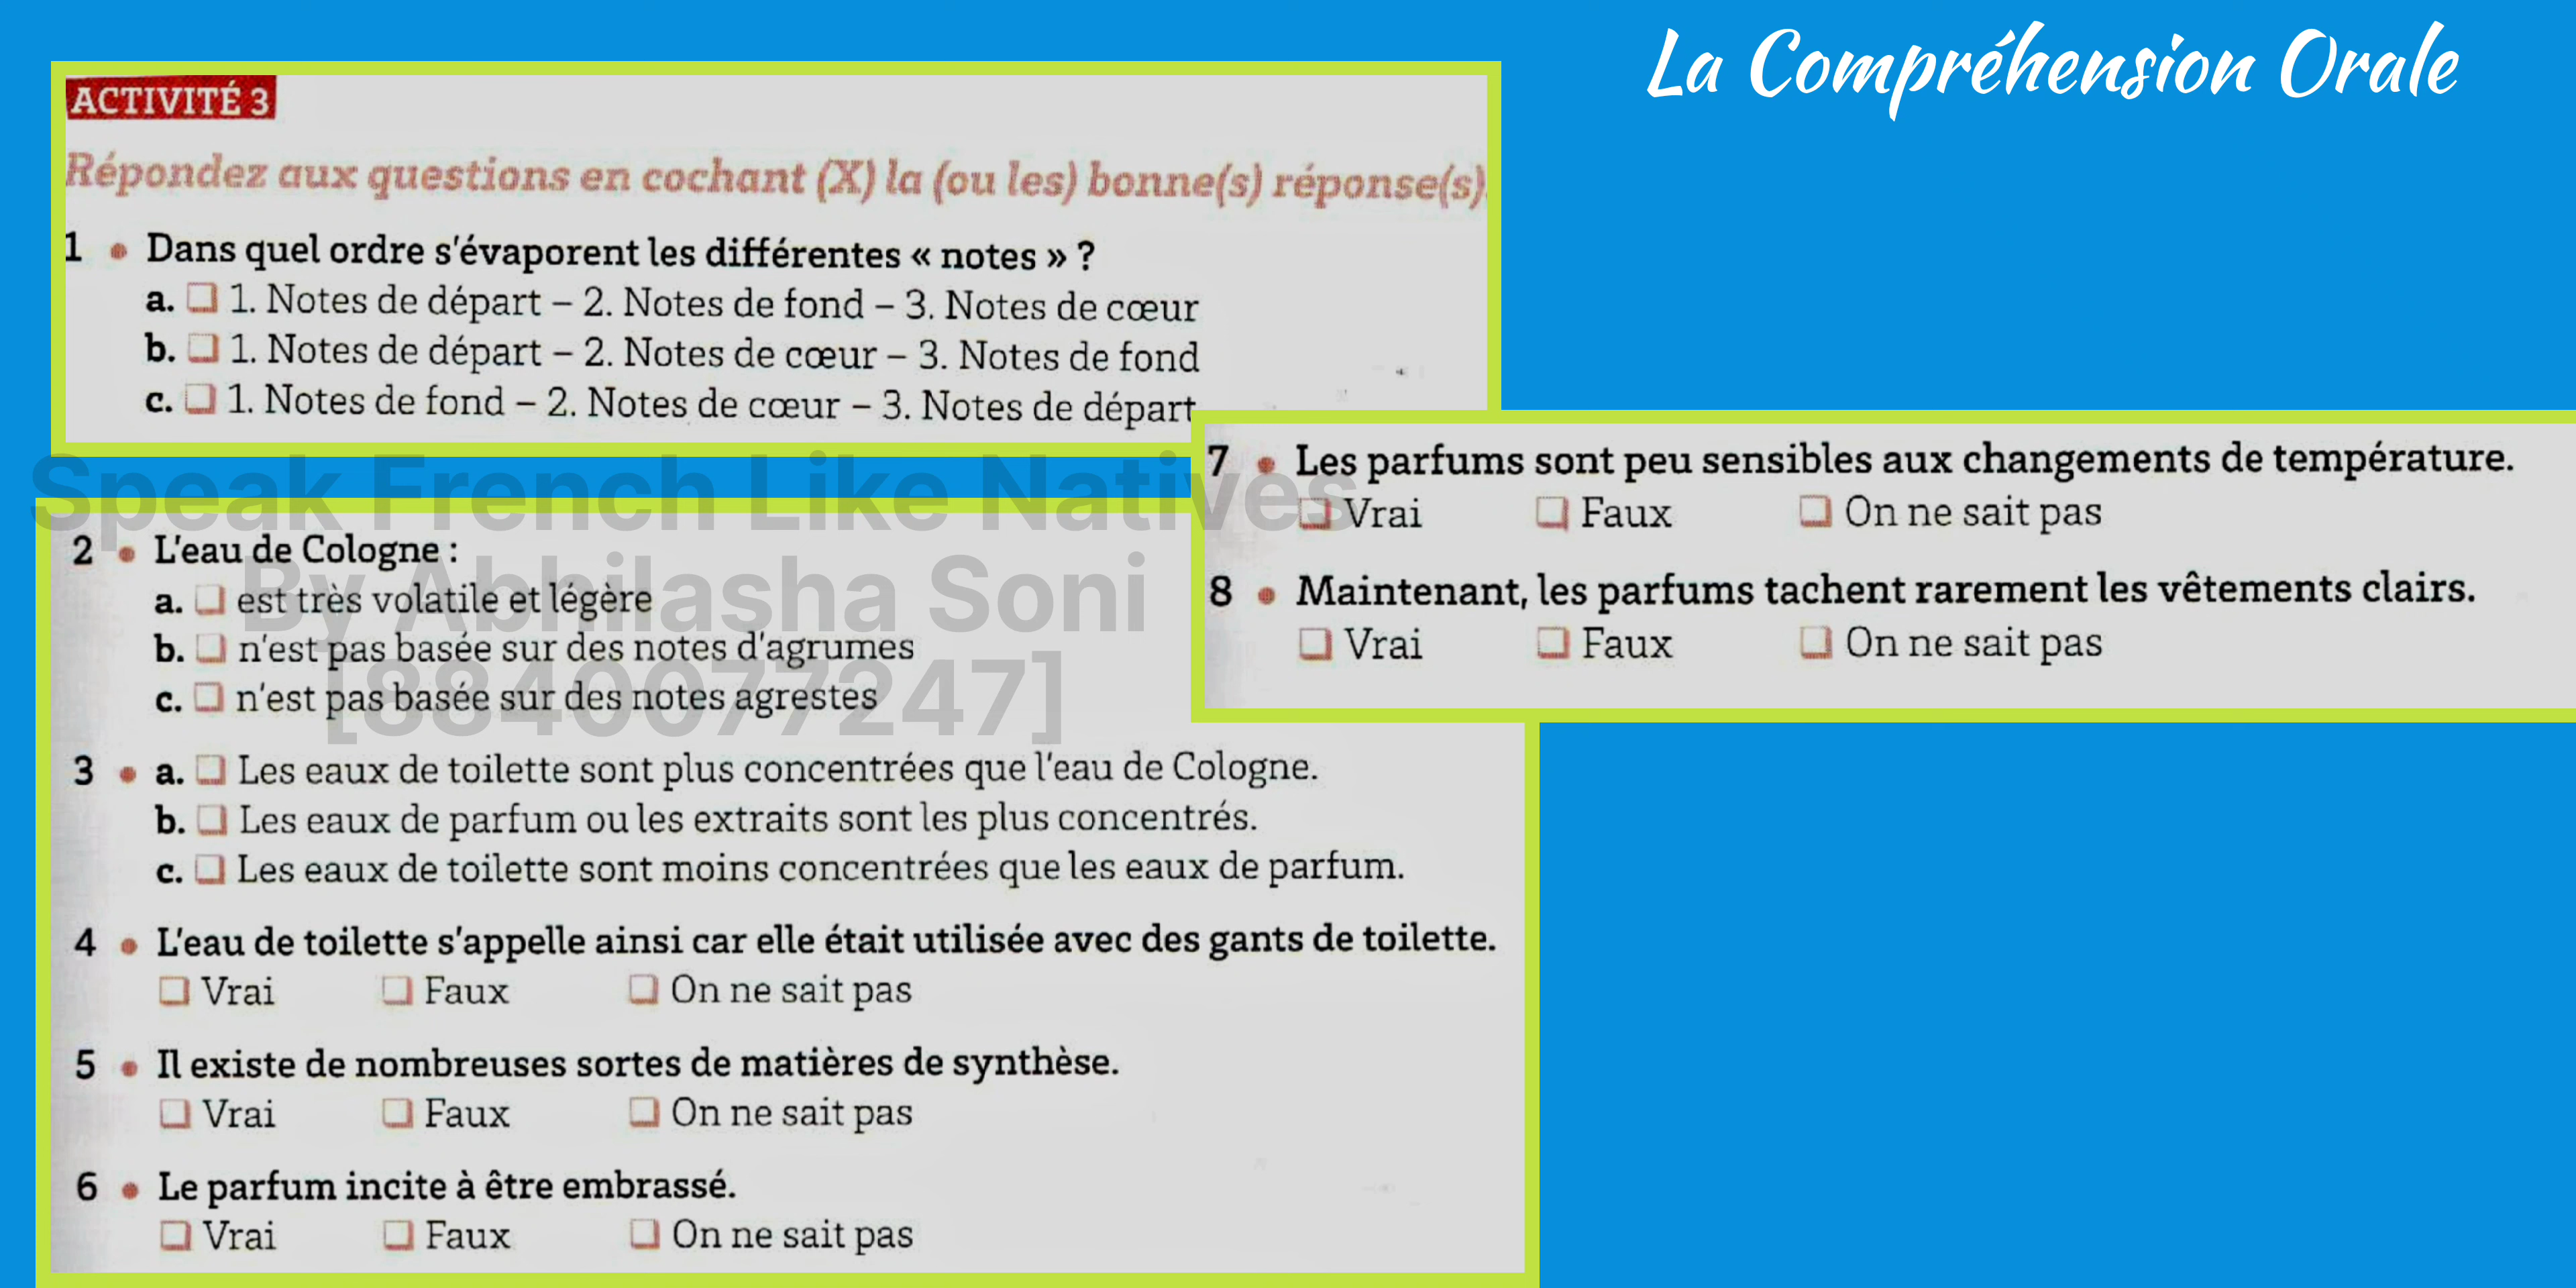 La Compréhension Orale
ACTIVITÉ 3
Répondez aux questions en cochant (X) la (ou les) bonne(s) réponse(s).
1 • Dans quel ordre s'évaporent les différentes « notes » ?
a. ❑ 1. Notes de départ – 2. Notes de fond – 3. Notes de cœur
b. ❑ 1. Notes de départ – 2. Notes de cœur – 3. Notes de fond
c. ❑ 1. Notes de fond – 2. Notes de cœur – 3. Notes de départ
Speak French Like Natives
By Abhilasha Soni
[8840077247]
2 • L'eau de Cologne :
a. ❑ est très volatile et légère
b. ❑ n'est pas basée sur des notes d'agrumes
c. ❑ n'est pas basée sur des notes agrestes
3 • a. ❑ Les eaux de toilette sont plus concentrées que l'eau de Cologne.
b. ❑ Les eaux de parfum ou les extraits sont les plus concentrés.
c. ❑ Les eaux de toilette sont moins concentrées que les eaux de parfum.
4 • L'eau de toilette s'appelle ainsi car elle était utilisée avec des gants de toilette.
❑ Vrai ❑ Faux ❑ On ne sait pas
5 • Il existe de nombreuses sortes de matières de synthèse.
❑ Vrai ❑ Faux ❑ On ne sait pas
6 • Le parfum incite à être embrassé.
❑ Vrai ❑ Faux ❑ On ne sait pas
7 • Les parfums sont peu sensibles aux changements de température.
❑ Vrai ❑ Faux ❑ On ne sait pas
8 • Maintenant, les parfums tachent rarement les vêtements clairs.
❑ Vrai ❑ Faux ❑ On ne sait pas